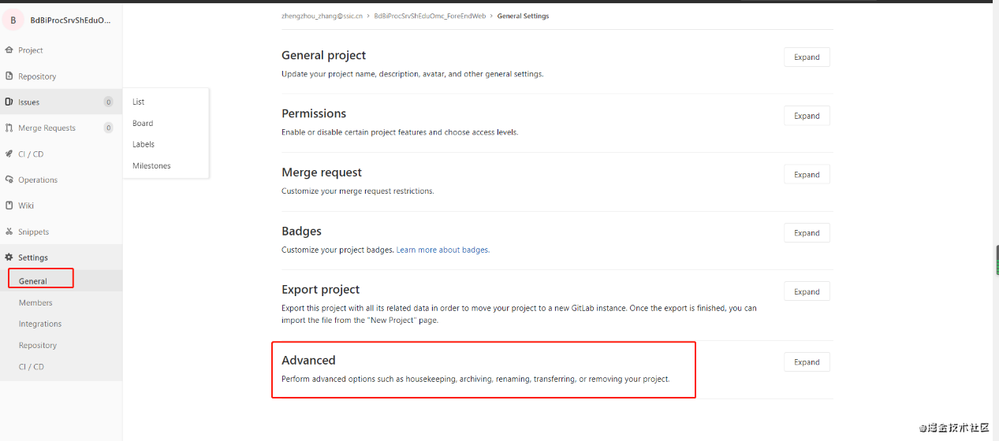 B BdBiProcSrvShEduO...
Project
Repository
Issues 0
Merge Requests 0
CI / CD
Operations
Wiki
Snippets
Settings
General
Members
Integrations
Repository
CI / CD
List
Board
Labels
Milestones
zhengzhou_zhang@ssic.cn > BdBiProcSrvShEduOmc_ForeEndWeb > General Settings
General project
Expand
Update your project name, description, avatar, and other general settings.
Permissions
Expand
Enable or disable certain project features and choose access levels.
Merge request
Expand
Customize your merge request restrictions.
Badges
Expand
Customize your project badges. Learn more about badges.
Export project
Expand
Export this project with all its related data in order to move your project to a new GitLab instance. Once the export is finished, you can
import the file from the "New Project" page.
Advanced
Expand
Perform advanced options such as housekeeping, archiving, renaming, transferring, or removing your project.
@掘金技术社区